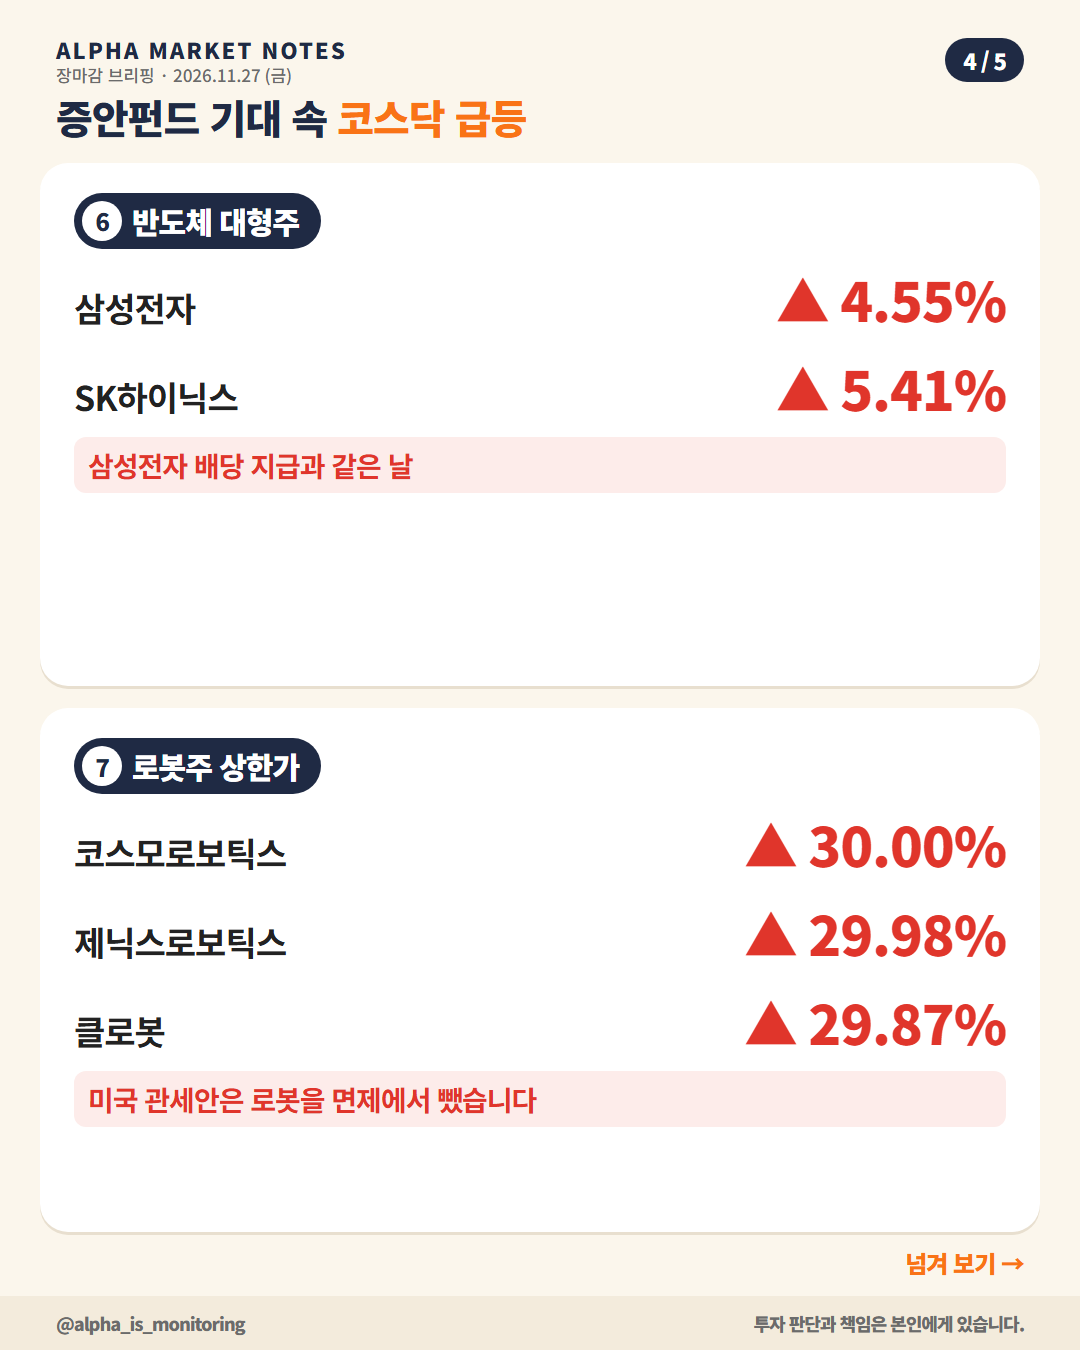 ALPHA MARKET NOTES
장마감 브리핑 · 2026.11.27 (금)
4 / 5
증안펀드 기대 속 코스닥 급등
6 반도체 대형주
삼성전자 ▲ 4.55%
SK하이닉스 ▲ 5.41%
삼성전자 배당 지급과 같은 날
7 로봇주 상한가
코스모로보틱스 ▲ 30.00%
제닉스로보틱스 ▲ 29.98%
클로봇 ▲ 29.87%
미국 관세안은 로봇을 면제에서 뺐습니다
넘겨 보기 →
@alpha_is_monitoring
투자 판단과 책임은 본인에게 있습니다.